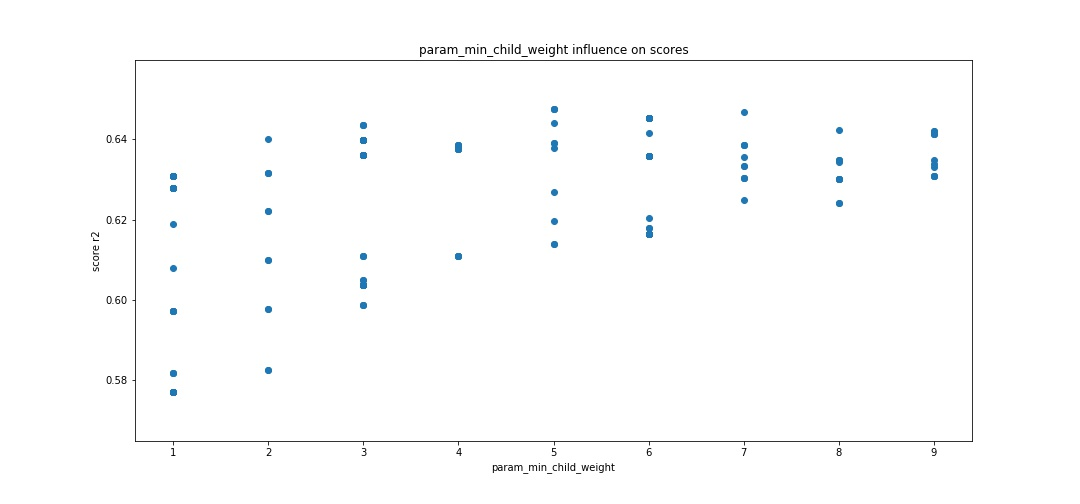 param_min_child_weight influence on scores
score r2
0.64
0.62
0.60
0.58
1 2 3 4 5 6 7 8 9
param_min_child_weight